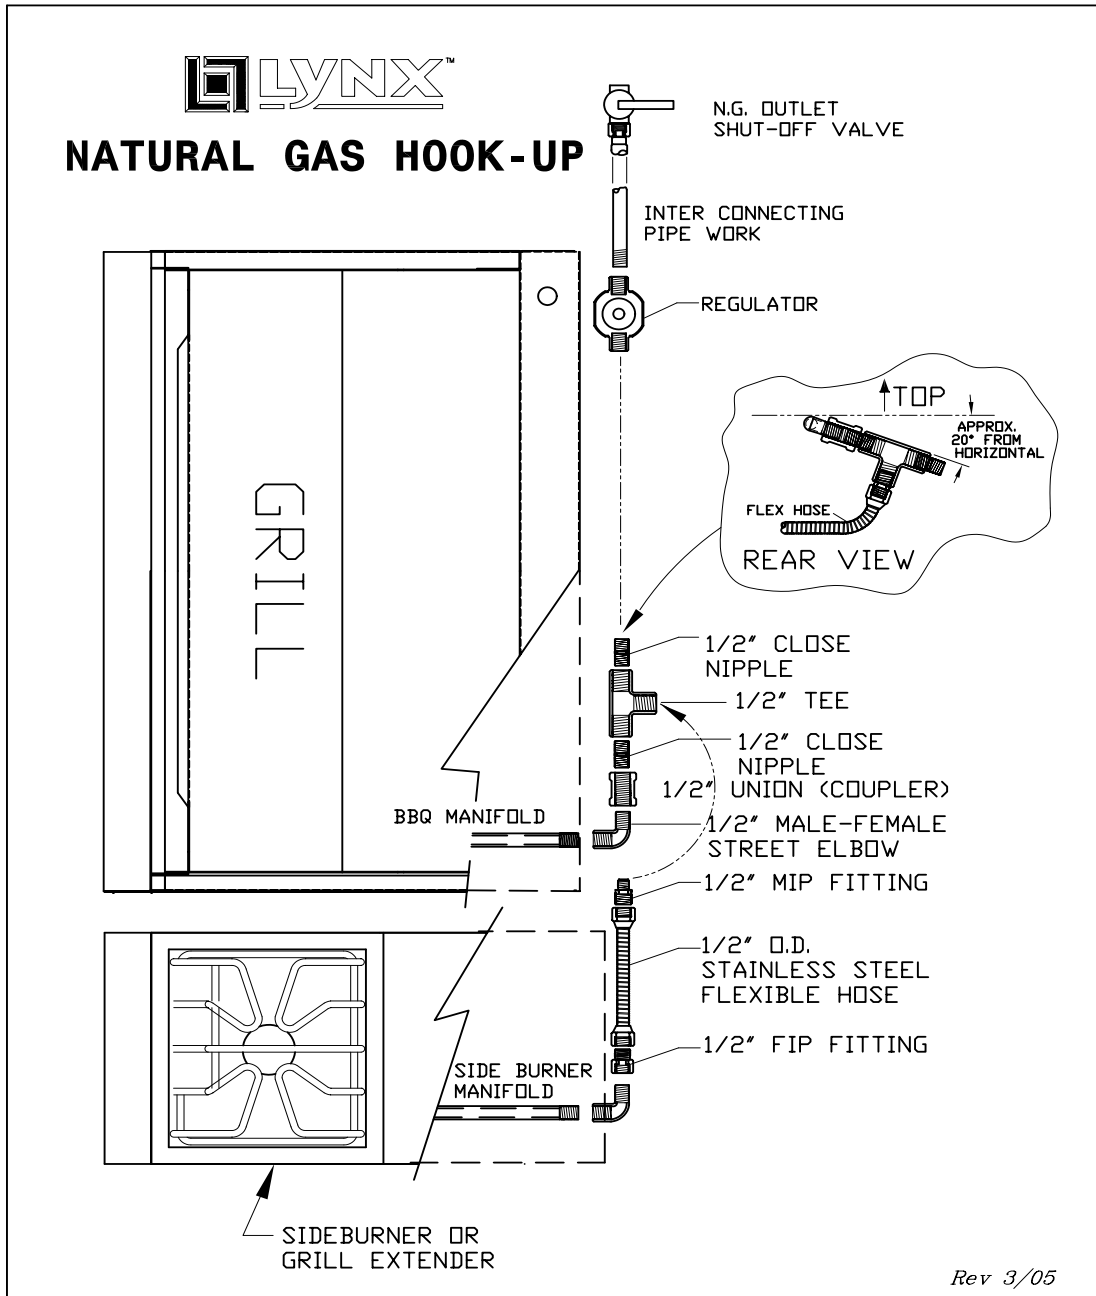 LYNX™
NATURAL GAS HOOK-UP
N.G. OUTLET
SHUT-OFF VALVE
INTER CONNECTING
PIPE WORK
REGULATOR
TOP
APPROX.
20° FROM
HORIZONTAL
FLEX HOSE
REAR VIEW
GRILL
1/2" CLOSE
NIPPLE
1/2" TEE
1/2" CLOSE
NIPPLE
1/2" UNION (COUPLER)
BBQ MANIFOLD
1/2" MALE-FEMALE
STREET ELBOW
1/2" MIP FITTING
1/2" O.D.
STAINLESS STEEL
FLEXIBLE HOSE
1/2" FIP FITTING
SIDE BURNER
MANIFOLD
SIDEBURNER OR
GRILL EXTENDER
Rev 3/05